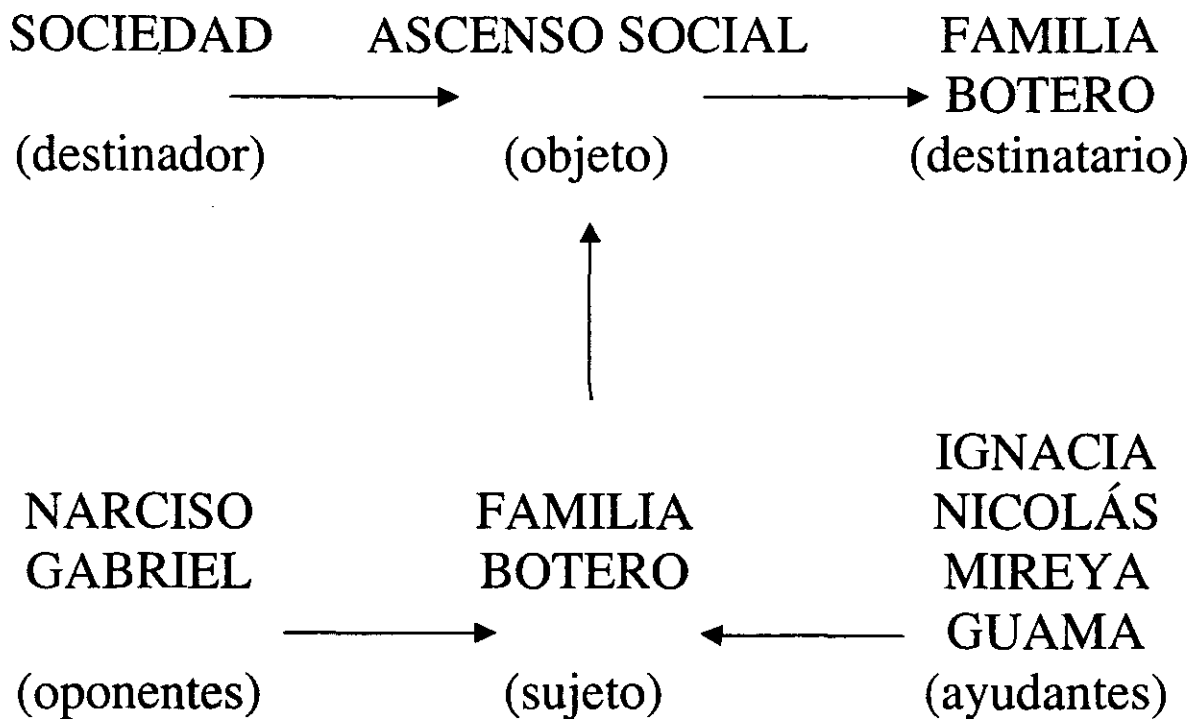 SOCIEDAD ASCENSO SOCIAL FAMILIA
BOTERO
(destinador) (objeto) (destinatario)
IGNACIA
NARCISO FAMILIA NICOLÁS
GABRIEL BOTERO MIREYA
GUAMA
(oponentes) (sujeto) (ayudantes)